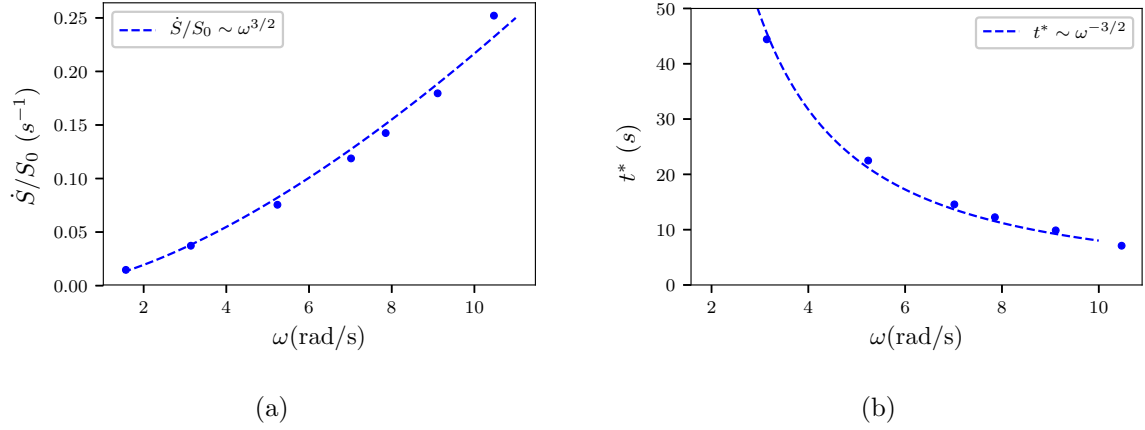 0.25
0.20
0.15
0.10
0.05
0.00
Ṡ/S₀ (s⁻¹)
Ṡ/S₀ ∼ ω³/²
2 4 6 8 10
ω(rad/s)
(a)
50
40
30
20
10
0
t* (s)
t* ∼ ω⁻³/²
2 4 6 8 10
ω(rad/s)
(b)